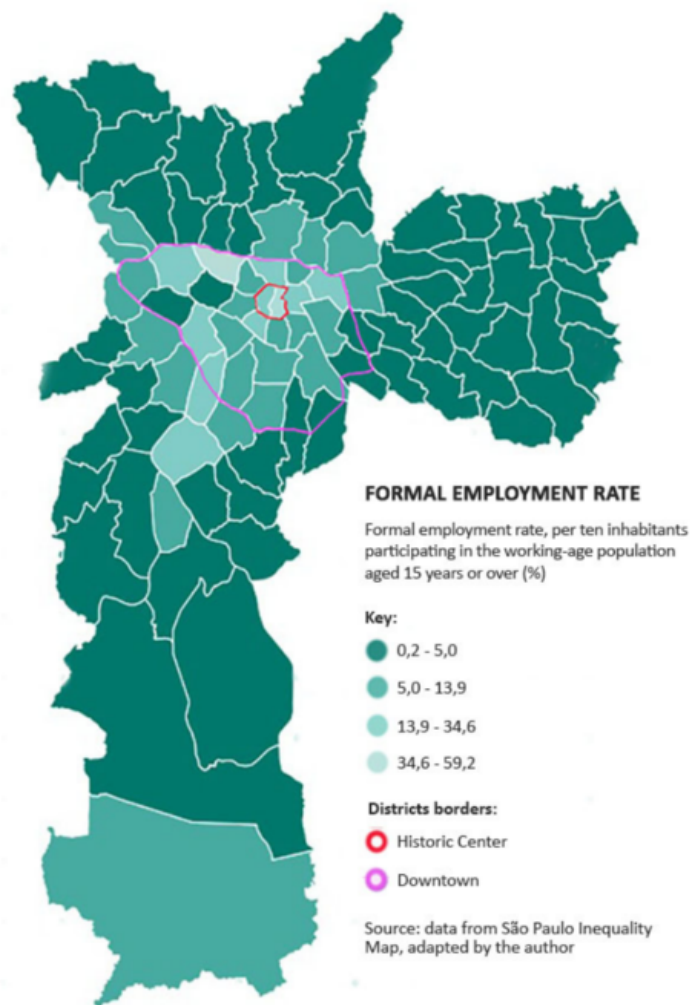 FORMAL EMPLOYMENT RATE
Formal employment rate, per ten inhabitants
participating in the working-age population
aged 15 years or over (%)
Key:
0,2 - 5,0
5,0 - 13,9
13,9 - 34,6
34,6 - 59,2
Districts borders:
Historic Center
Downtown
Source: data from São Paulo Inequality
Map, adapted by the author